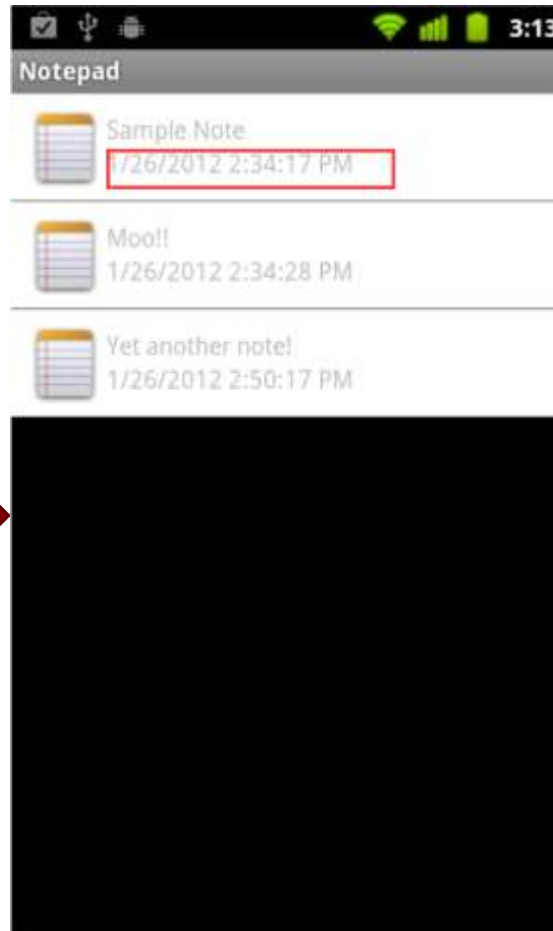 3:13
Notepad
Sample Note
1/26/2012 2:34:17 PM
Moo!!
1/26/2012 2:34:28 PM
Yet another note!
1/26/2012 2:50:17 PM